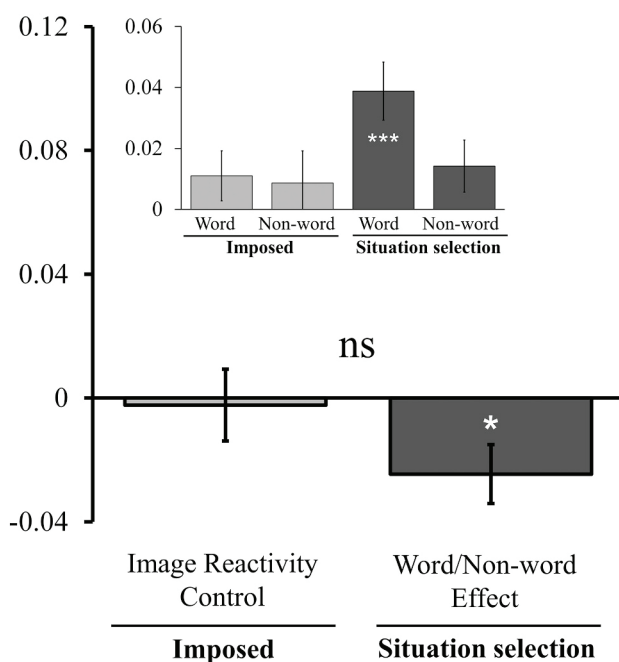 0.12
0.08
0.04
0
-0.04
0.06
0.04
0.02
0
***
Word Non-word Word Non-word
Imposed Situation selection
ns
*
Image Reactivity Control
Word/Non-word Effect
Imposed Situation selection